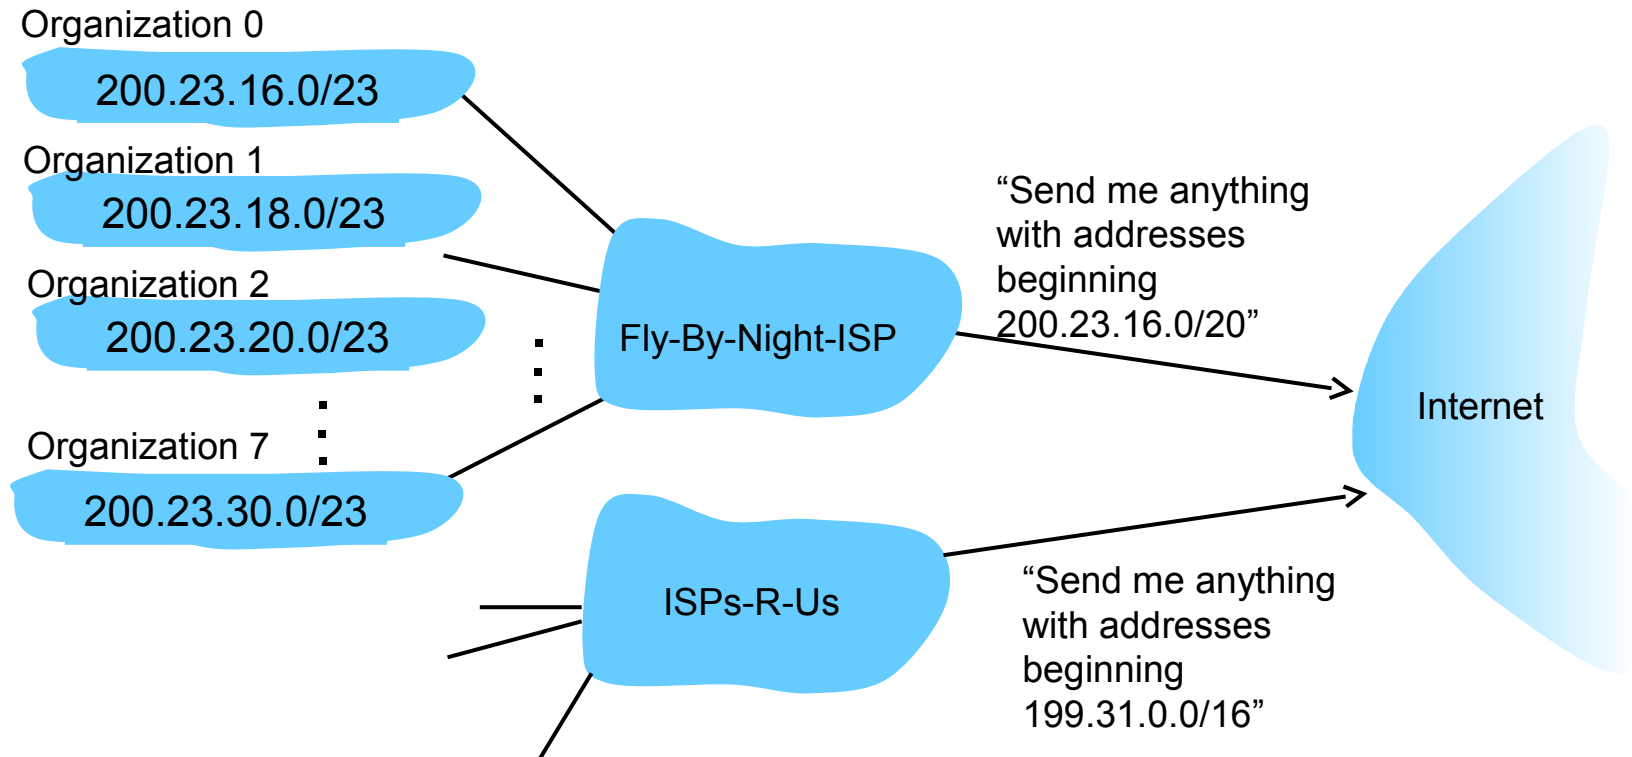 Organization 0
200.23.16.0/23
Organization 1
200.23.18.0/23
Organization 2
200.23.20.0/23
Organization 7
200.23.30.0/23
Fly-By-Night-ISP
“Send me anything
with addresses
beginning
200.23.16.0/20”
Internet
ISPs-R-Us
“Send me anything
with addresses
beginning
199.31.0.0/16”